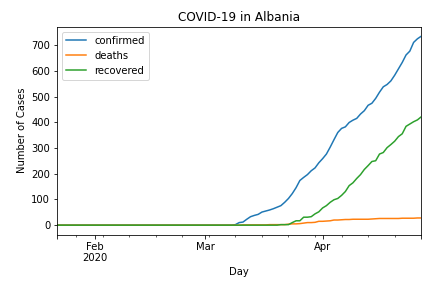 COVID-19 in Albania
confirmed
deaths
recovered
Number of Cases
700
600
500
400
300
200
100
0
Feb
2020
Mar
Apr
Day